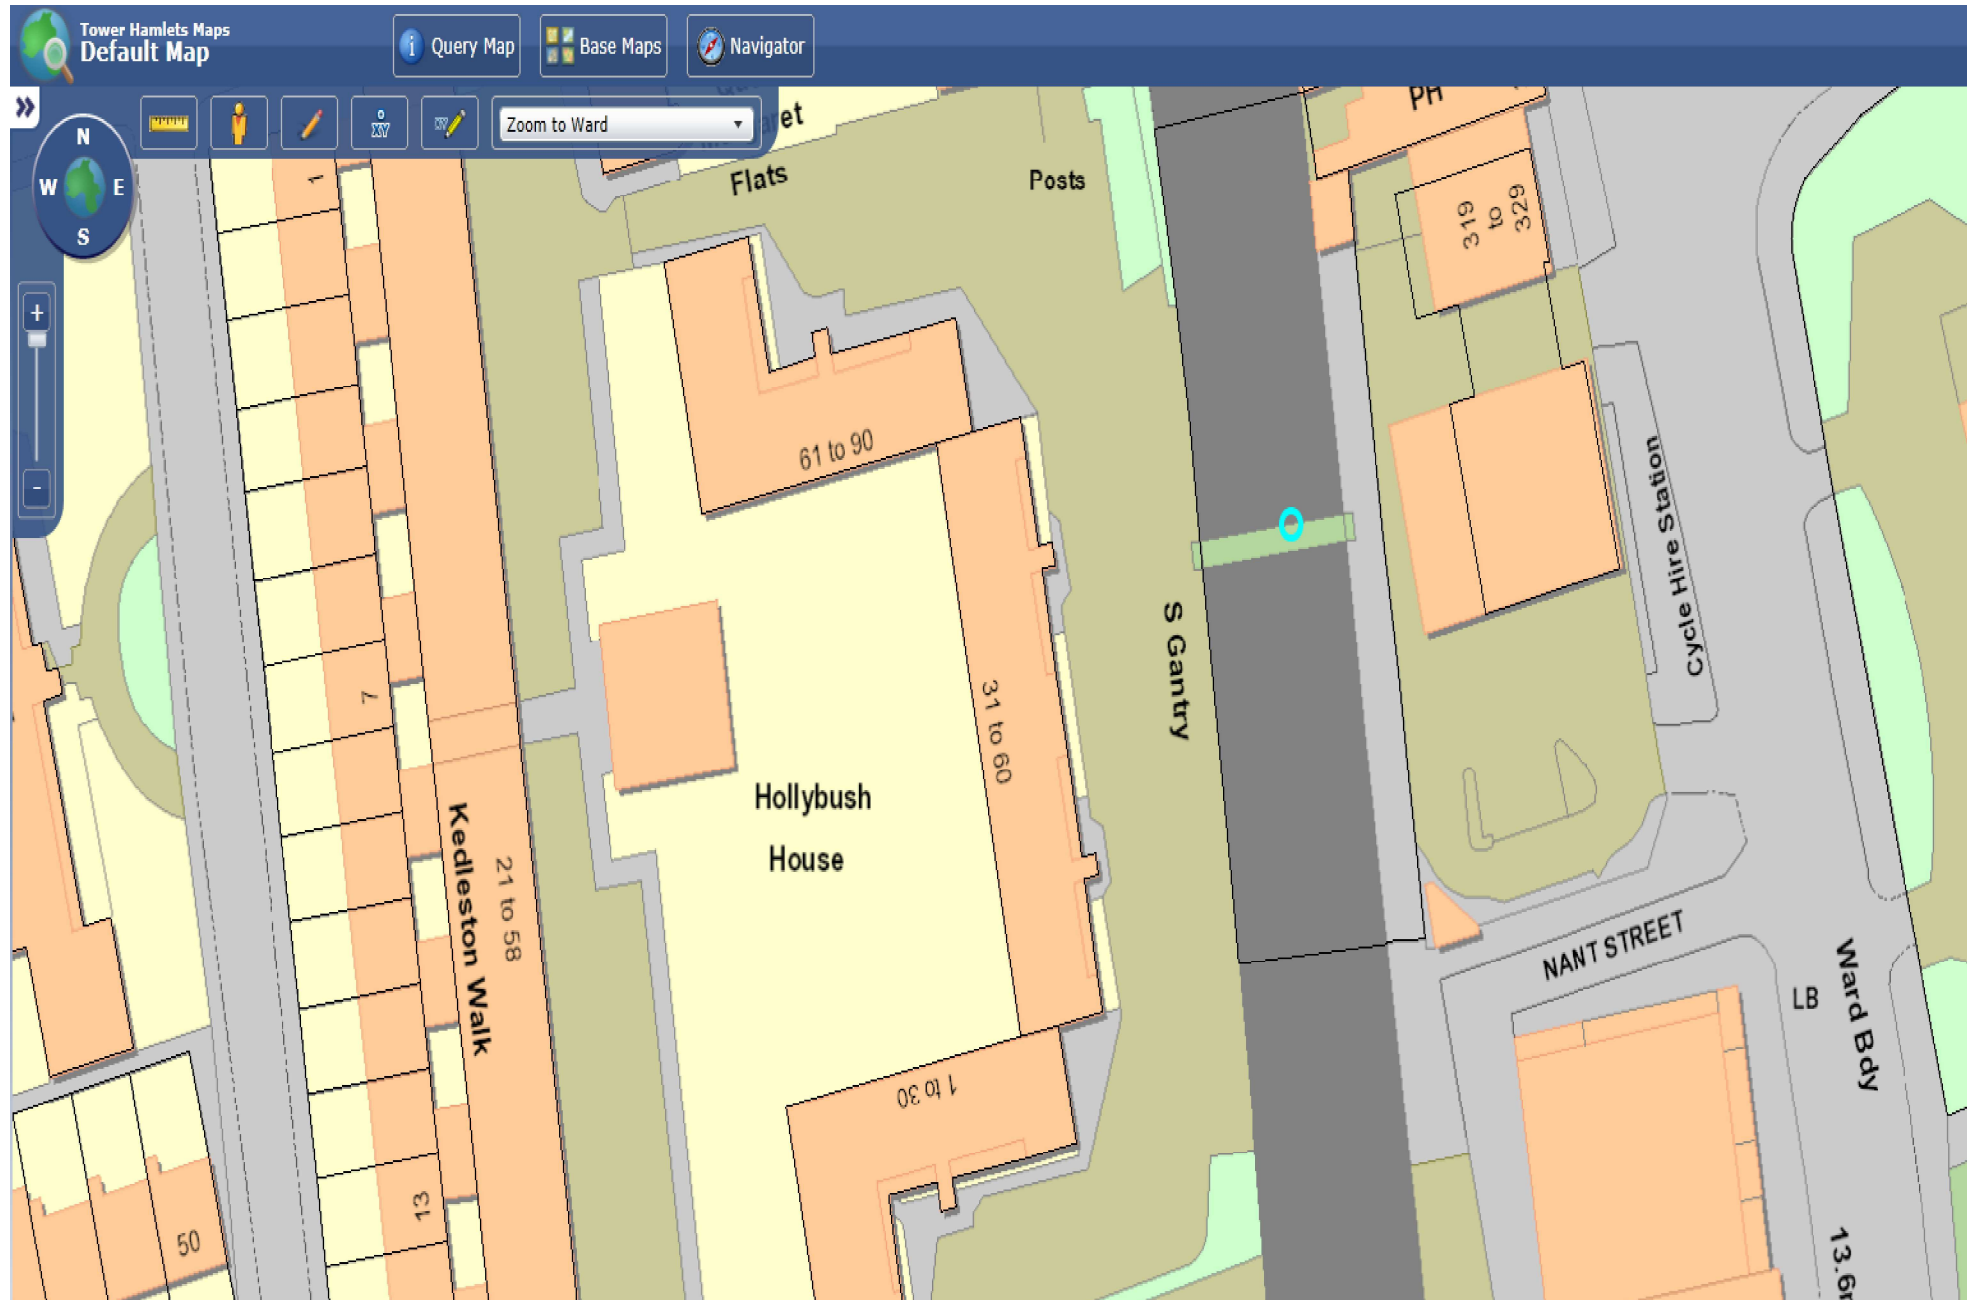 Tower Hamlets Maps
Default Map
Query Map
Base Maps
Navigator
»
N
W E
S
XY
Zoom to Ward
+
-
Flats
Posts
PH
319
to
329
1
61 to 90
Cycle Hire Station
S Gantry
7
31 to 60
Hollybush
House
Kedleston Walk
21 to 58
NANT STREET
Ward Bdy
LB
1 to 30
13
50